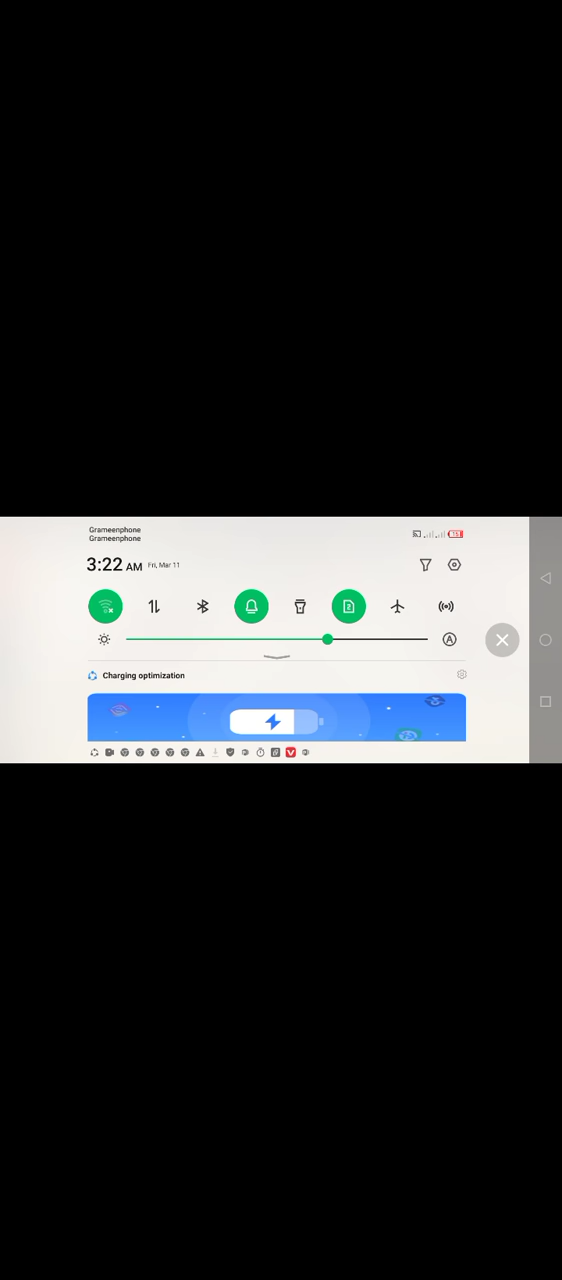 Grameenphone
Grameenphone
3:22 AM Fri, Mar 11
A
Charging optimization